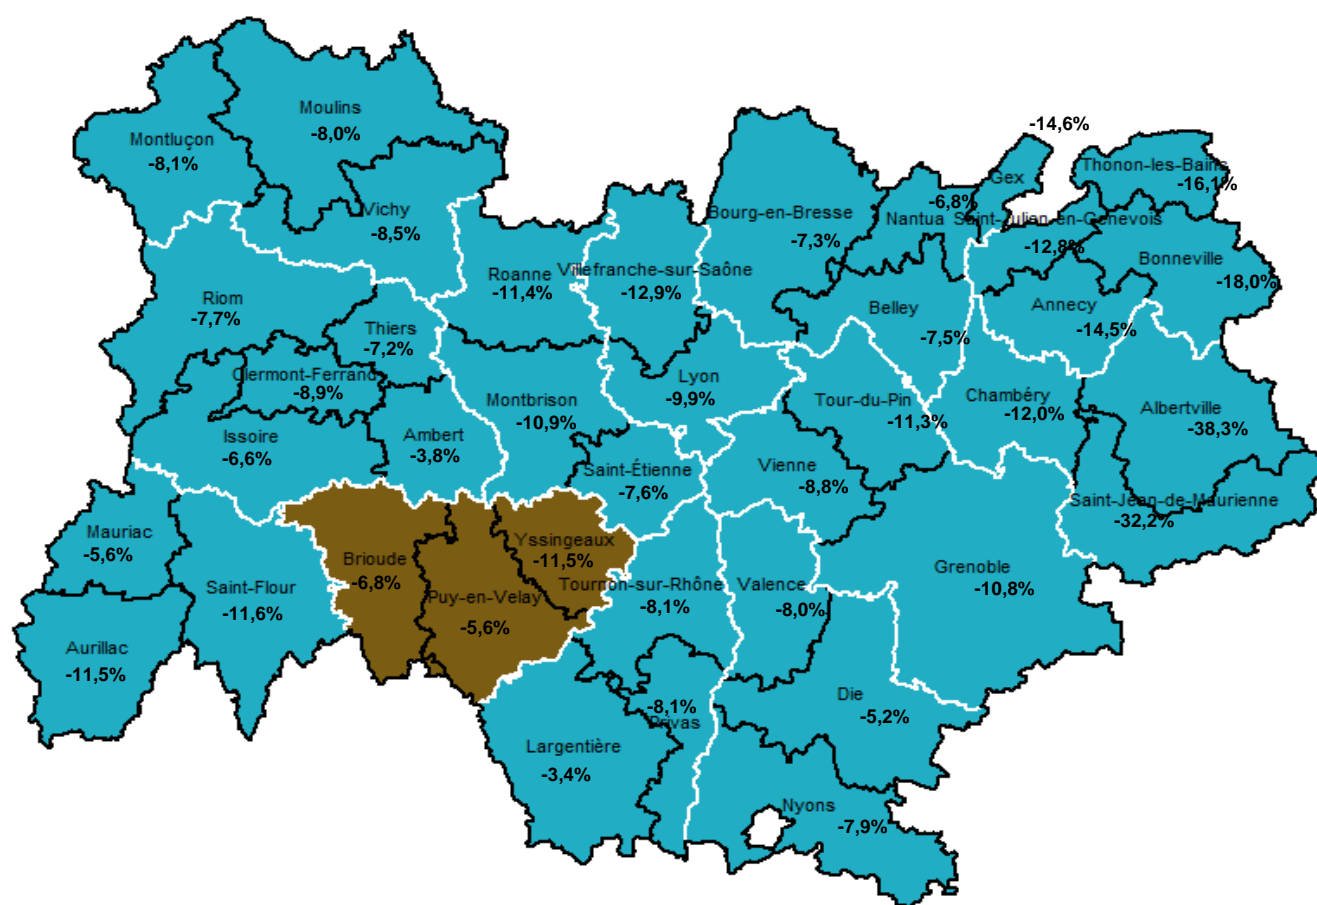 Moulins
-8,0%
Montluçon
-8,1%
Vichy
-8,5%
Roanne
-11,4%
Villefranche-sur-Saône
-12,9%
Bourg-en-Bresse
-7,3%
Nantua
-6,8%
Gex
-14,6%
Thonon-les-Bains
-16,1%
Saint-Julien-en-Genevois
-12,8%
Bonneville
-18,0%
Annecy
-14,5%
Belley
-7,5%
Riom
-7,7%
Thiers
-7,2%
Clermont-Ferrand
-8,9%
Issoire
-6,6%
Ambert
-3,8%
Montbrison
-10,9%
Lyon
-9,9%
Tour-du-Pin
-11,3%
Chambéry
-12,0%
Albertville
-38,3%
Saint-Étienne
-7,6%
Vienne
-8,8%
Saint-Jean-de-Maurienne
-32,2%
Mauriac
-5,6%
Saint-Flour
-11,6%
Brioude
-6,8%
Yssingeaux
-11,5%
Puy-en-Velay
-5,6%
Tournon-sur-Rhône
-8,1%
Valence
-8,0%
Grenoble
-10,8%
Aurillac
-11,5%
Die
-5,2%
-8,1%
Privas
Largentière
-3,4%
Nyons
-7,9%